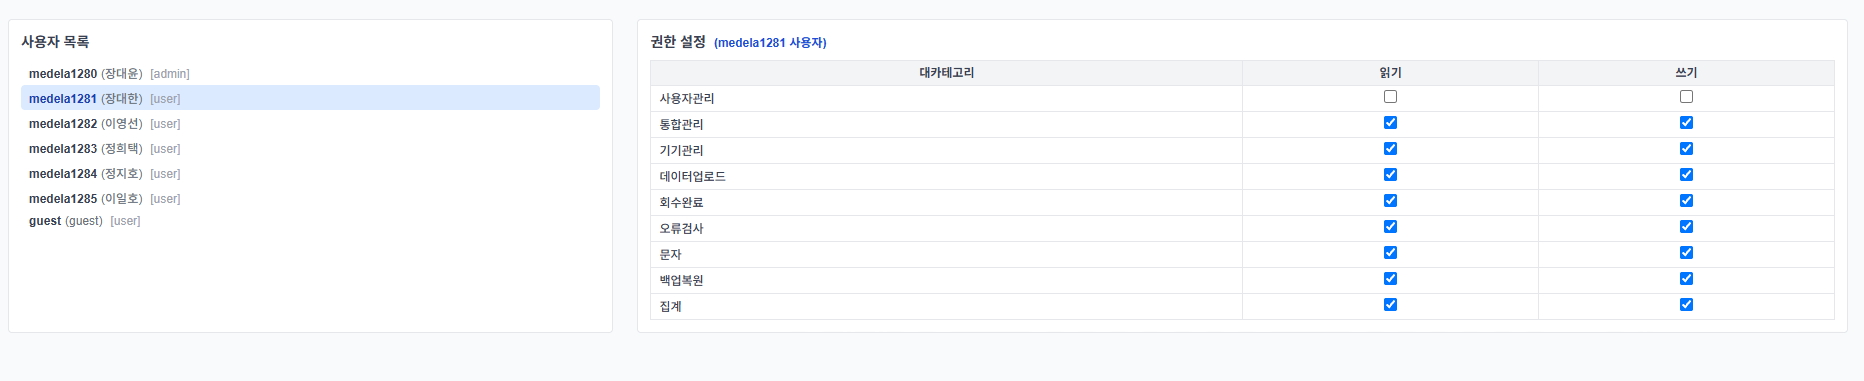 사용자 목록
medela1280 (장대윤) [admin]
medela1281 (장대한) [user]
medela1282 (이영선) [user]
medela1283 (정희택) [user]
medela1284 (정지호) [user]
medela1285 (이일호) [user]
guest (guest) [user]
권한 설정 (medela1281 사용자)
대카테고리 읽기 쓰기
사용자관리
통합관리
기기관리
데이터업로드
회수완료
오류검사
문자
백업복원
집계